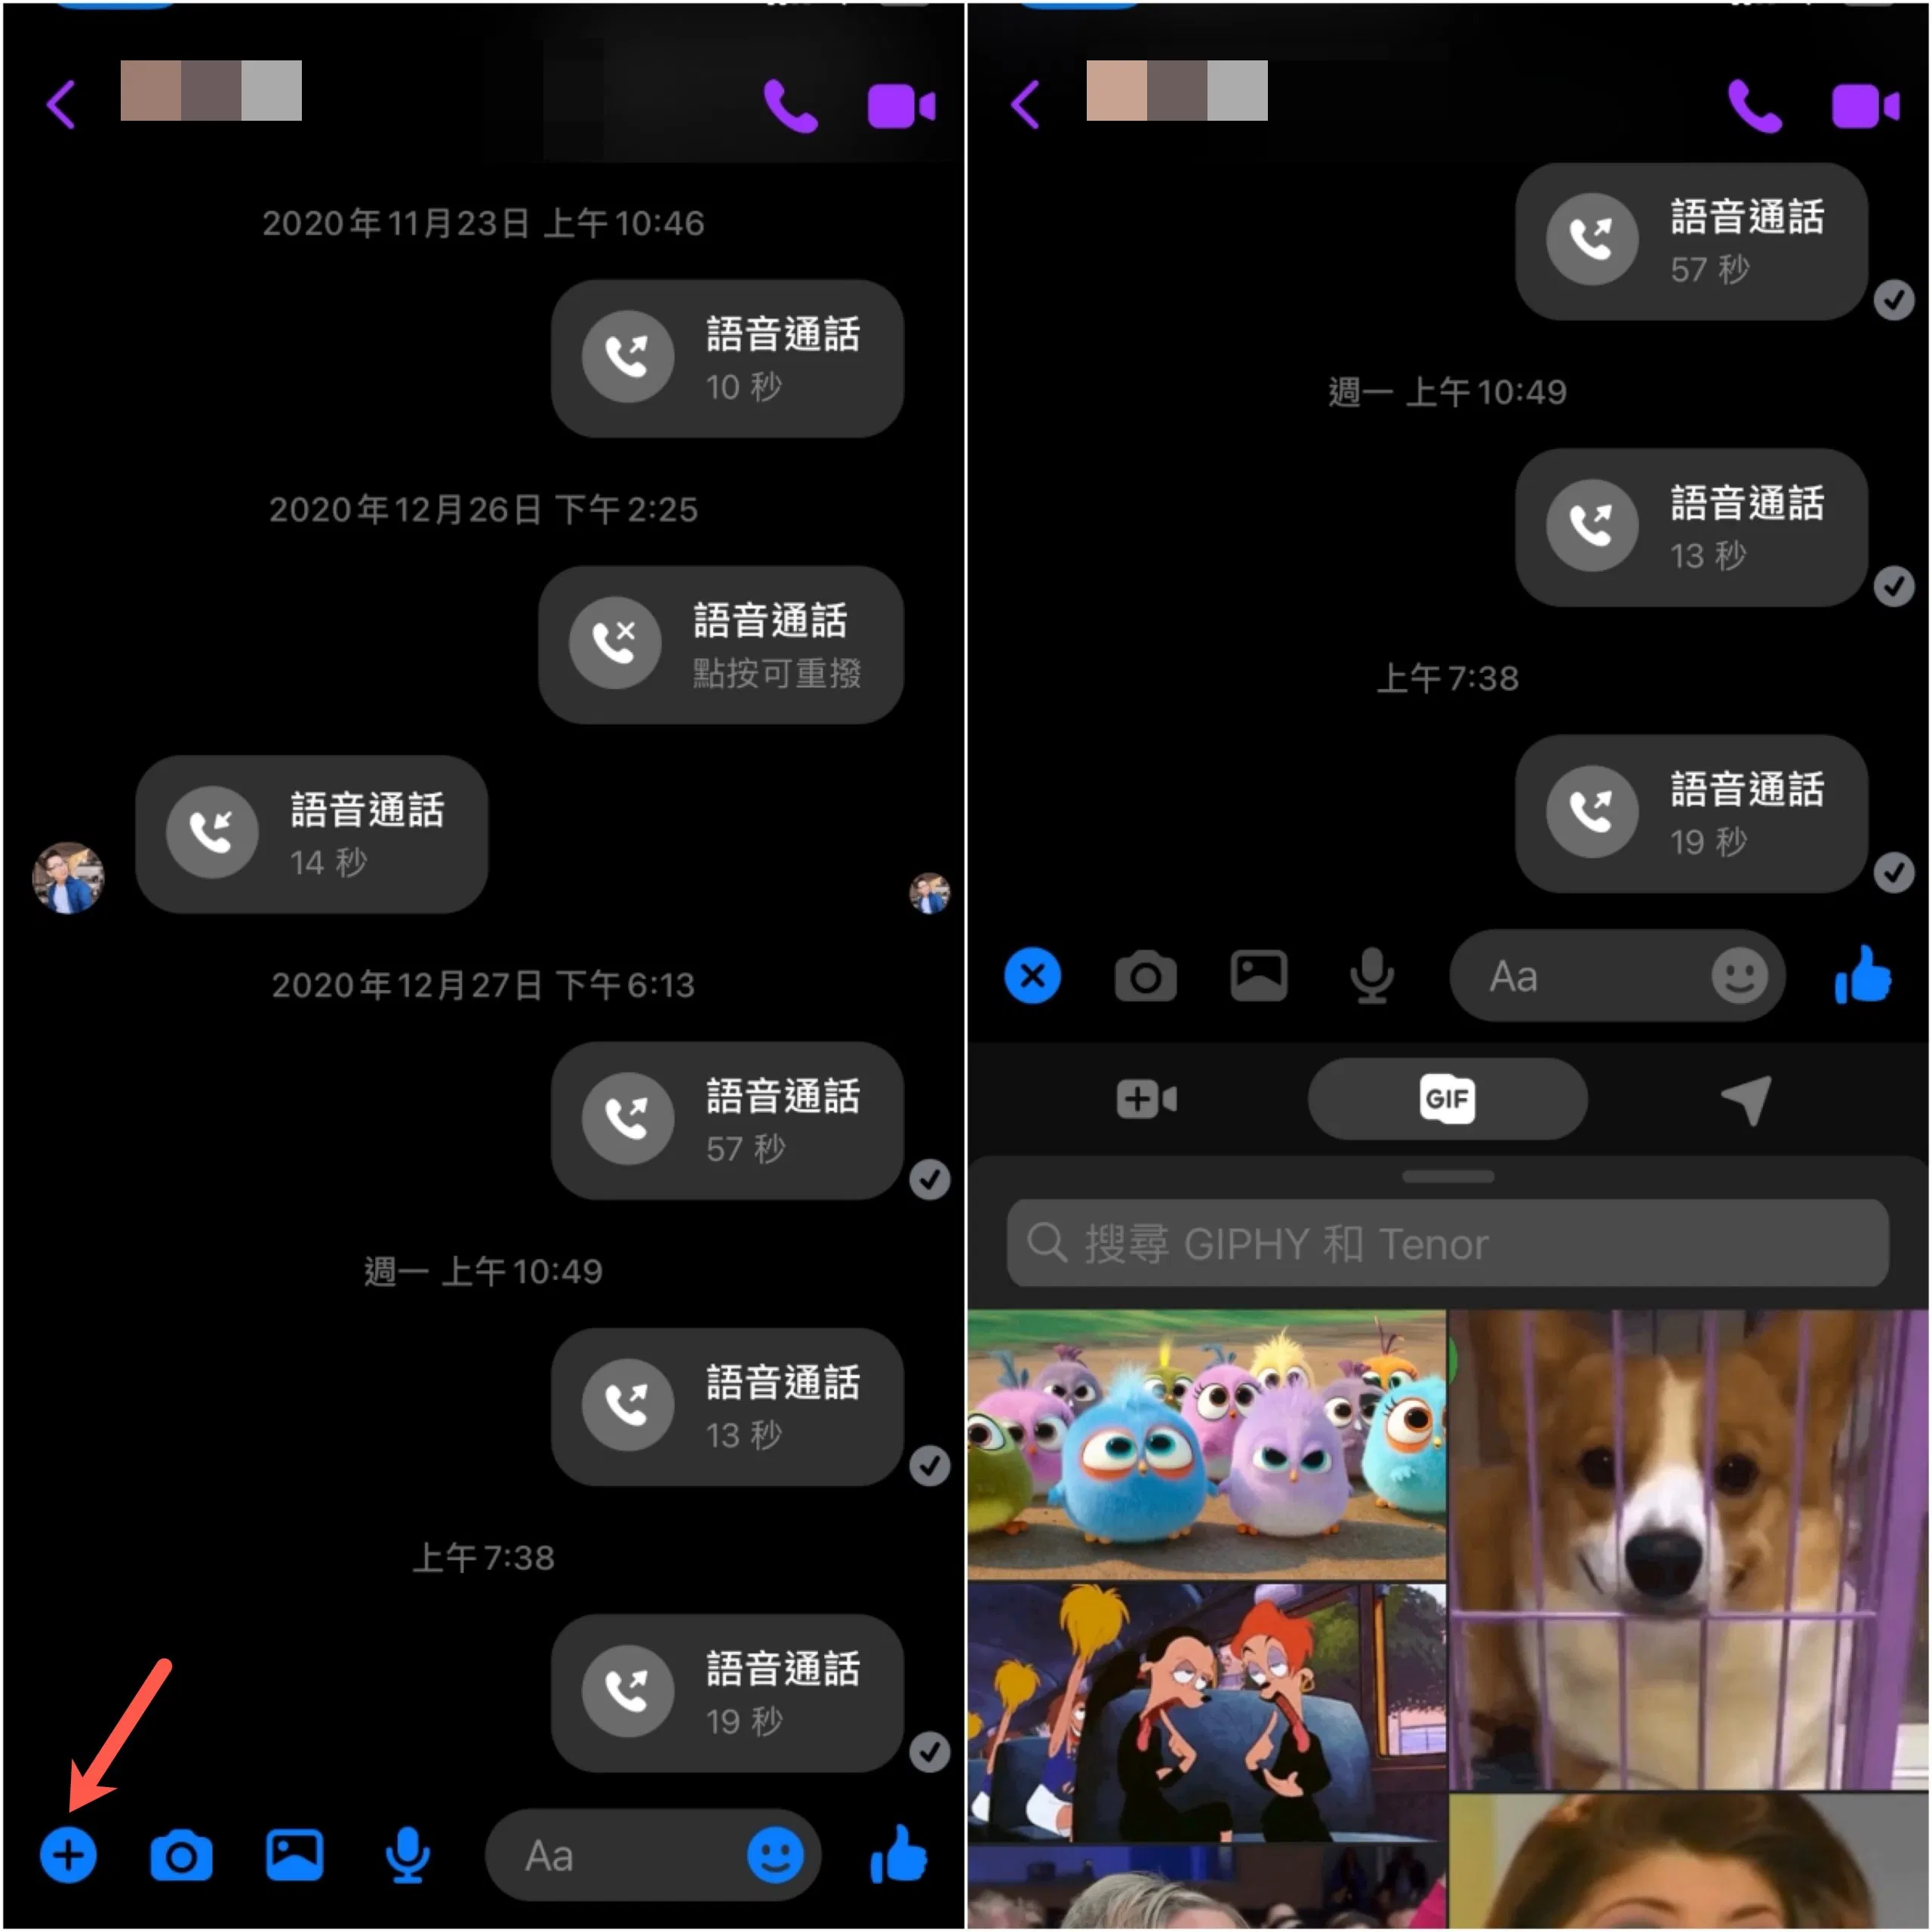 2020年11月23日 上午10:46
語音通話
10 秒
2020年12月26日 下午2:25
語音通話
點按可重撥
語音通話
14 秒
2020年12月27日 下午6:13
語音通話
57 秒
週一 上午10:49
語音通話
13 秒
上午7:38
語音通話
19 秒
Aa
語音通話
57 秒
週一 上午10:49
語音通話
13 秒
上午7:38
語音通話
19 秒
Aa
GIF
搜尋 GIPHY 和 Tenor